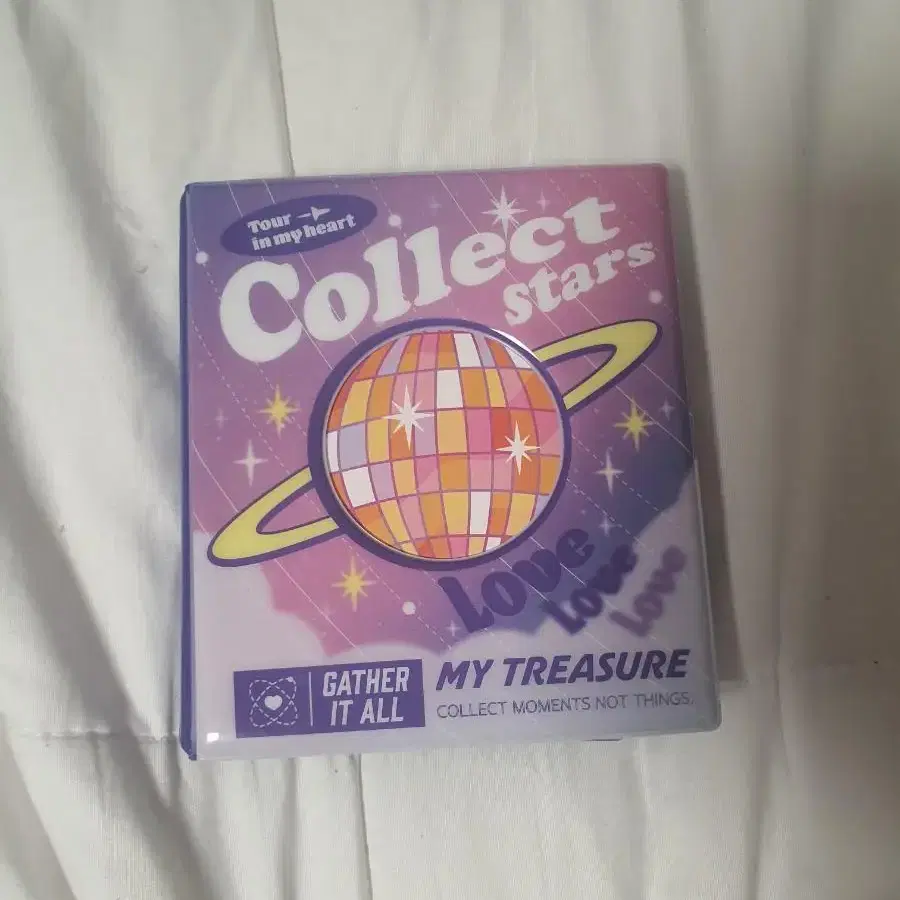 Tour
in my heart
Collect
Stars
Love
Love
Love
GATHER
IT ALL
MY TREASURE
COLLECT MOMENTS NOT THINGS.